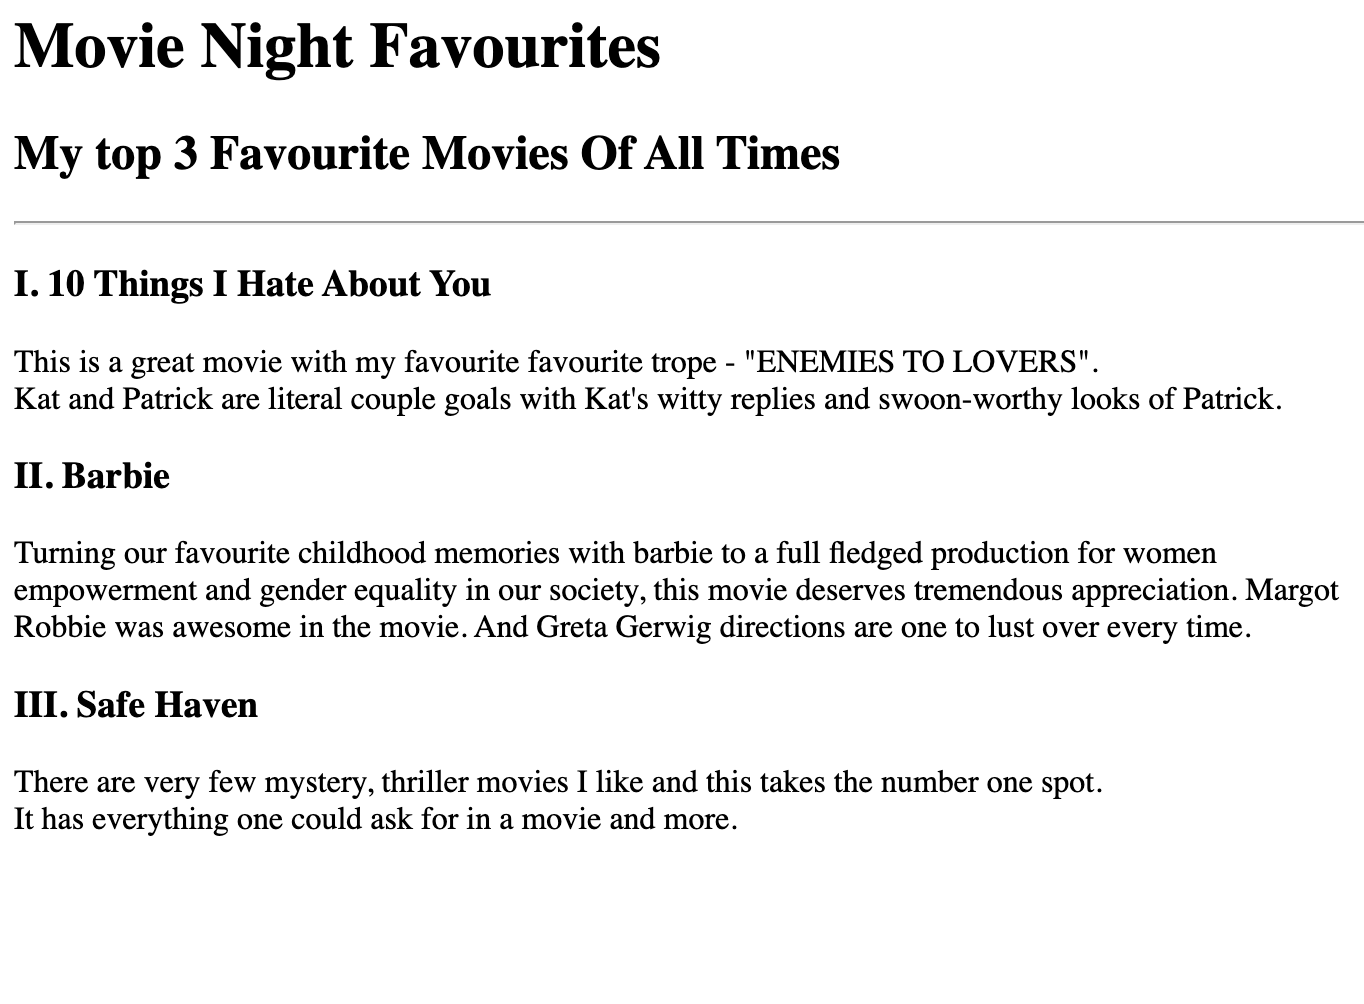 Movie Night Favourites
My top 3 Favourite Movies Of All Times
I. 10 Things I Hate About You
This is a great movie with my favourite favourite trope - "ENEMIES TO LOVERS".
Kat and Patrick are literal couple goals with Kat's witty replies and swoon-worthy looks of Patrick.
II. Barbie
Turning our favourite childhood memories with barbie to a full fledged production for women
empowerment and gender equality in our society, this movie deserves tremendous appreciation. Margot
Robbie was awesome in the movie. And Greta Gerwig directions are one to lust over every time.
III. Safe Haven
There are very few mystery, thriller movies I like and this takes the number one spot.
It has everything one could ask for in a movie and more.